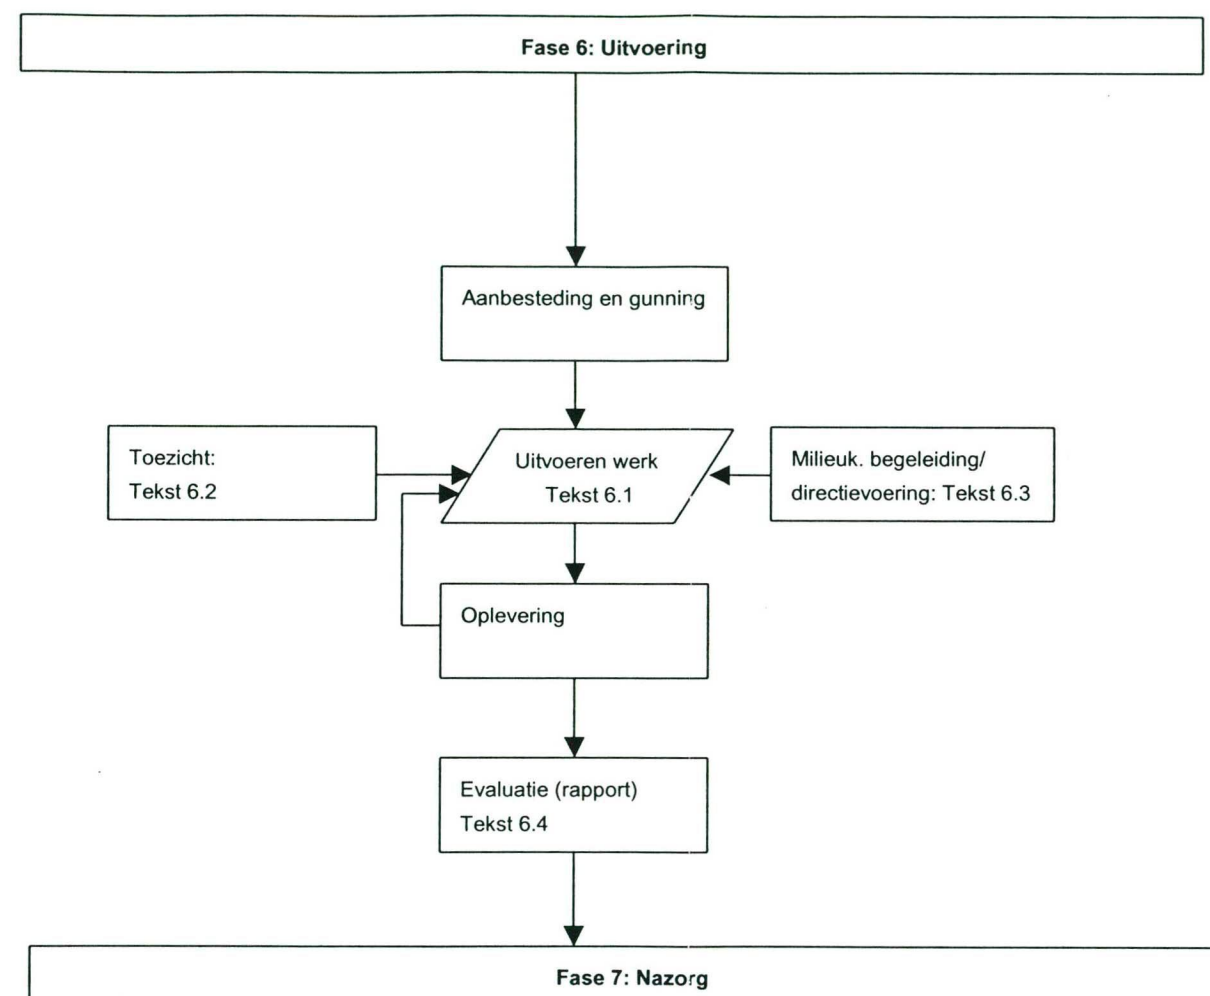 Fase 6: Uitvoering
Aanbesteding en gunning
Toezicht:
Tekst 6.2
Uitvoeren werk
Tekst 6.1
Milieuk. begeleiding/
directievoering: Tekst 6.3
Oplevering
Evaluatie (rapport)
Tekst 6.4
Fase 7: Nazorg